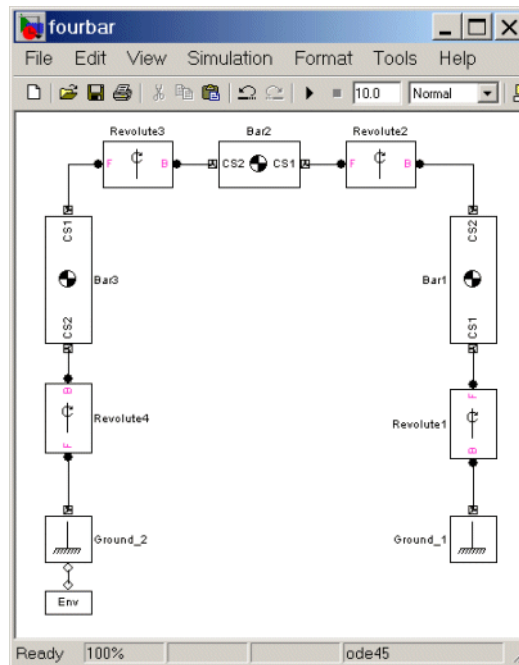 fourbar
File Edit View Simulation Format Tools Help
10.0 Normal
Revolute3 Bar2 Revolute2
F B CS2 CS1 F B
CS1 CS2
Bar3 Bar1
CS2 CS1
B F
Revolute4 Revolute1
F B
Ground_2 Ground_1
Env
Ready 100% ode45